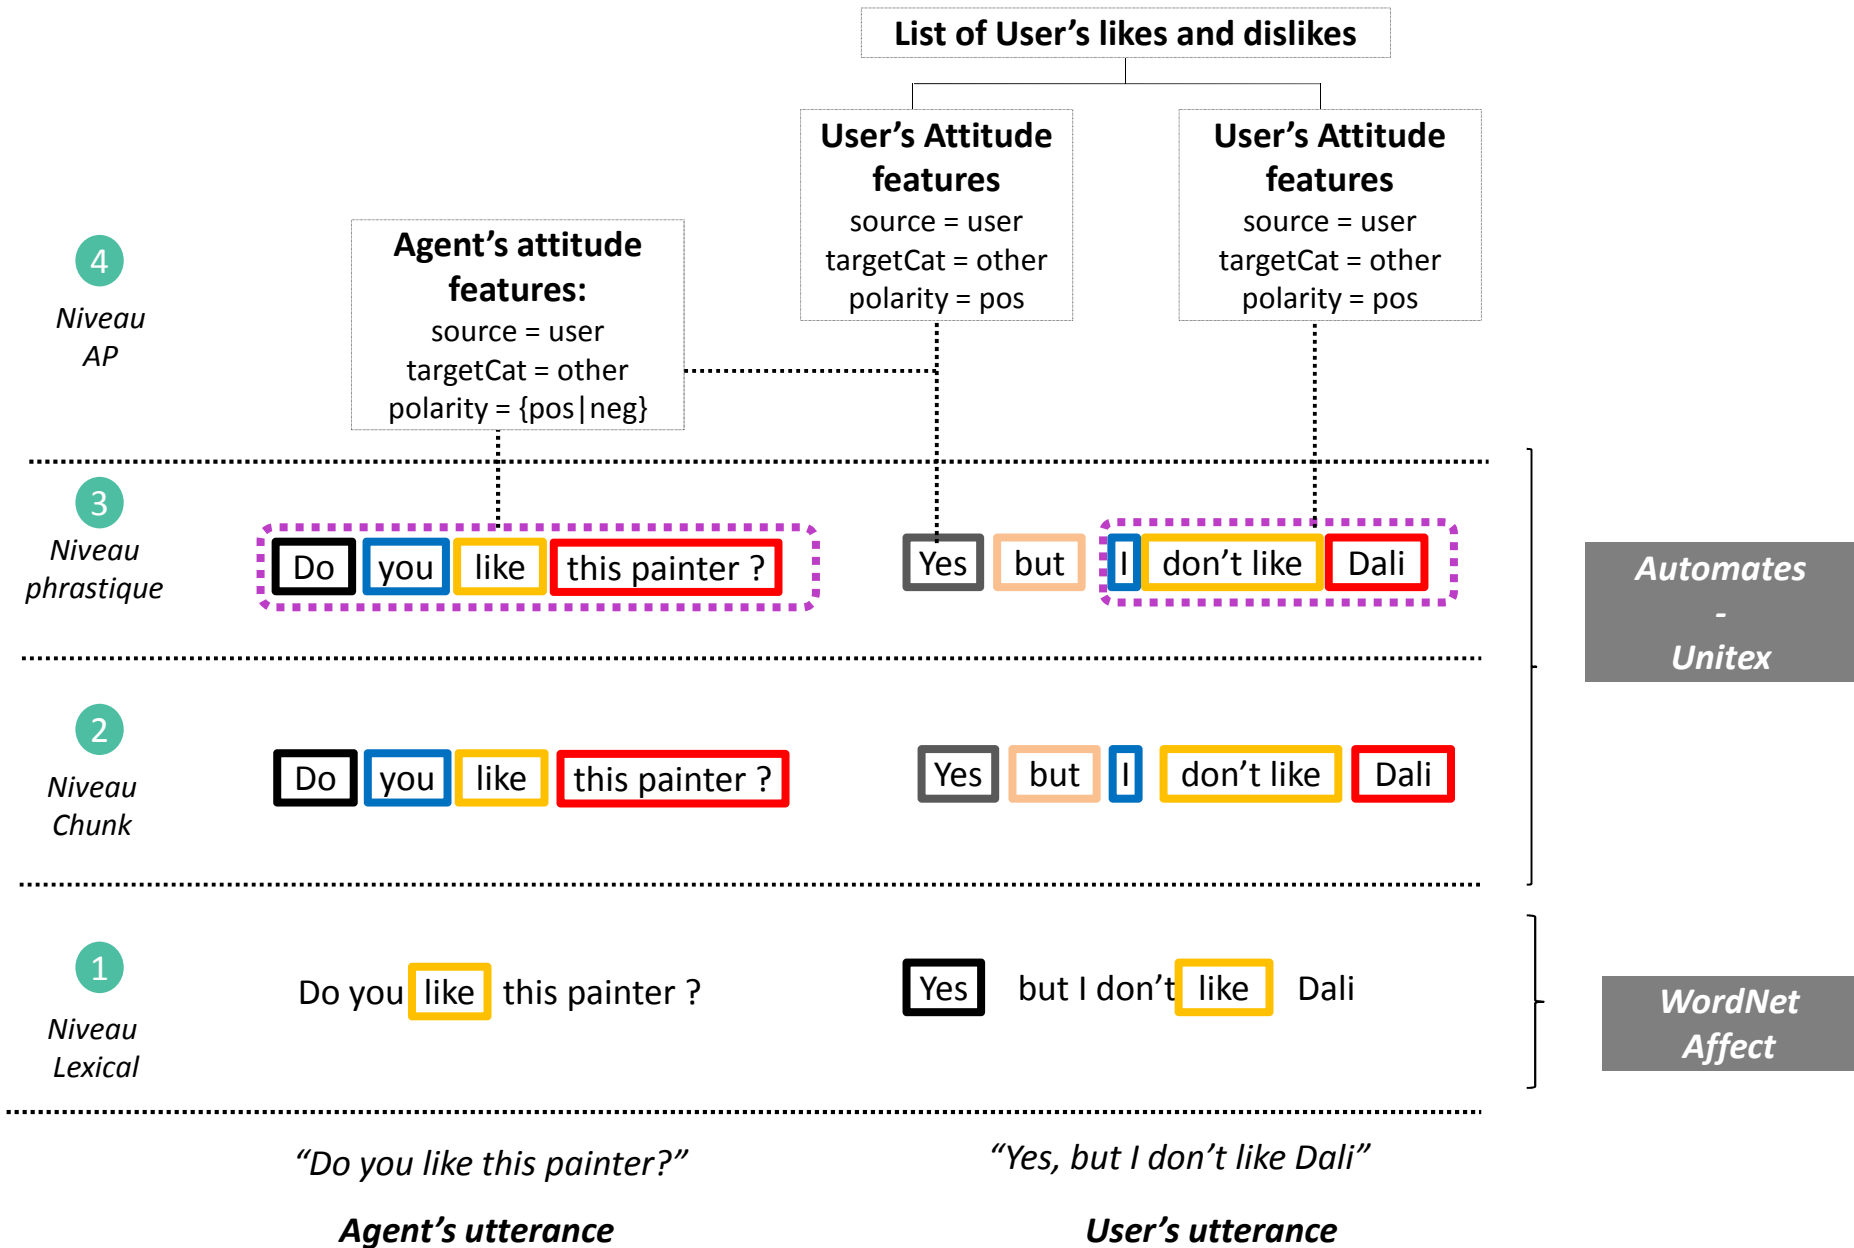 List of User’s likes and dislikes
User’s Attitude
features
source = user
targetCat = other
polarity = pos
User’s Attitude
features
source = user
targetCat = other
polarity = pos
4
Niveau
AP
Agent’s attitude
features:
source = user
targetCat = other
polarity = {pos|neg}
3
Niveau
phrastique
Do you like this painter ?
Yes but I don’t like Dali
Automates
-
Unitex
2
Niveau
Chunk
Do you like this painter ?
Yes but I don’t like Dali
1
Niveau
Lexical
Do you like this painter ?
Yes but I don’t like Dali
WordNet
Affect
“Do you like this painter?”
“Yes, but I don’t like Dali”
Agent’s utterance
User’s utterance